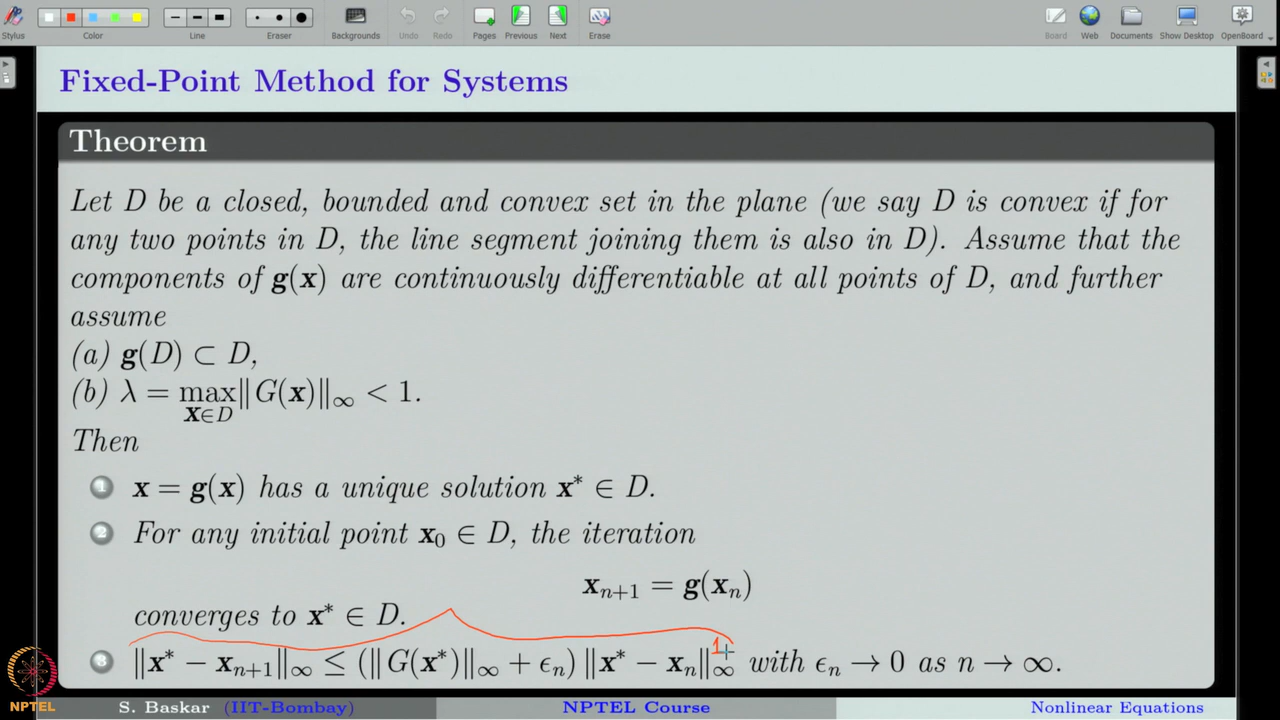 Stylus Color Line Eraser Backgrounds Undo Redo Pages Previous Next Erase Board Web Documents Show Desktop OpenBoard
Fixed-Point Method for Systems
Theorem
Let D be a closed, bounded and convex set in the plane (we say D is convex if for
any two points in D, the line segment joining them is also in D). Assume that the
components of g(x) are continuously differentiable at all points of D, and further
assume
(a) g(D) ⊂ D,
(b) λ = max ‖G(x)‖∞ < 1.
X∈D
Then
1 x = g(x) has a unique solution x* ∈ D.
2 For any initial point x₀ ∈ D, the iteration
xₙ₊₁ = g(xₙ)
converges to x* ∈ D.
1
3 ‖x* − xₙ₊₁‖∞ ≤ (‖G(x*)‖∞ + ϵₙ) ‖x* − xₙ‖∞ with ϵₙ → 0 as n → ∞.
NPTEL
S. Baskar (IIT-Bombay) NPTEL Course Nonlinear Equations